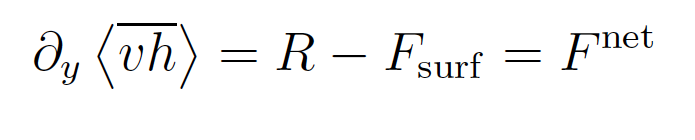 ∂_y ⟨\overline{vh}⟩ = R − F_surf = F^net